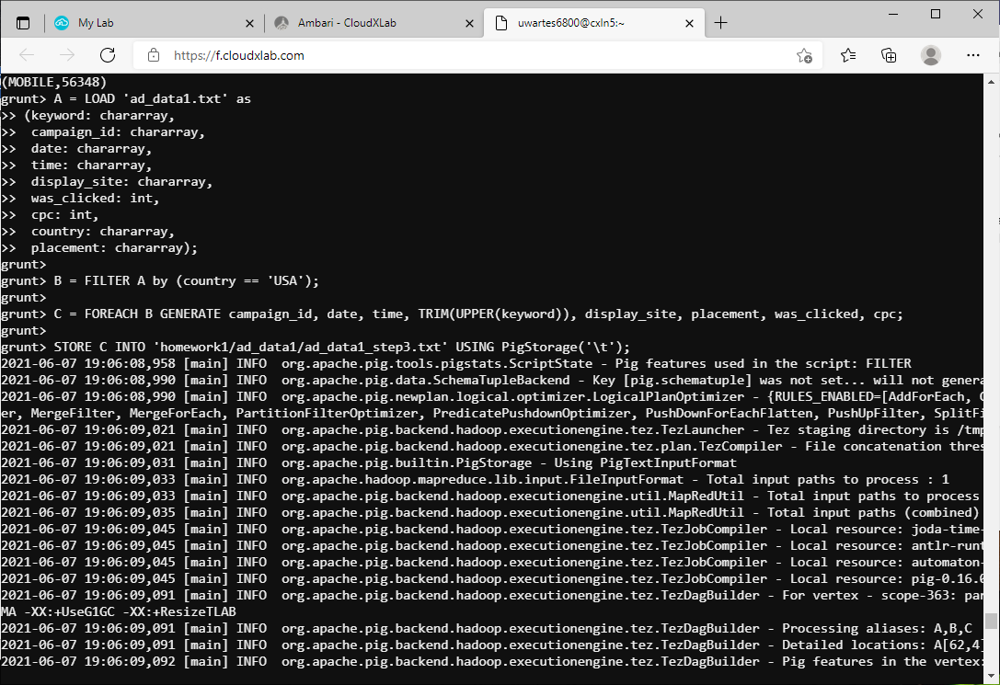 My Lab
Ambari - CloudXLab
uwartes6800@cxln5:~
https://f.cloudxlab.com
(MOBILE,56348)
grunt> A = LOAD 'ad_data1.txt' as
>> (keyword: chararray,
>>  campaign_id: chararray,
>>  date: chararray,
>>  time: chararray,
>>  display_site: chararray,
>>  was_clicked: int,
>>  cpc: int,
>>  country: chararray,
>>  placement: chararray);
grunt>
grunt> B = FILTER A by (country == 'USA');
grunt>
grunt> C = FOREACH B GENERATE campaign_id, date, time, TRIM(UPPER(keyword)), display_site, placement, was_clicked, cpc;
grunt>
grunt> STORE C INTO 'homework1/ad_data1/ad_data1_step3.txt' USING PigStorage('\t');
2021-06-07 19:06:08,958 [main] INFO  org.apache.pig.tools.pigstats.ScriptState - Pig features used in the script: FILTER
2021-06-07 19:06:08,990 [main] INFO  org.apache.pig.data.SchemaTupleBackend - Key [pig.schematuple] was not set... will not genera
2021-06-07 19:06:08,990 [main] INFO  org.apache.pig.newplan.logical.optimizer.LogicalPlanOptimizer - {RULES_ENABLED=[AddForEach, C
er, MergeFilter, MergeForEach, PartitionFilterOptimizer, PredicatePushdownOptimizer, PushDownForEachFlatten, PushUpFilter, SplitFi
2021-06-07 19:06:09,021 [main] INFO  org.apache.pig.backend.hadoop.executionengine.tez.TezLauncher - Tez staging directory is /tmp
2021-06-07 19:06:09,021 [main] INFO  org.apache.pig.backend.hadoop.executionengine.tez.plan.TezCompiler - File concatenation thres
2021-06-07 19:06:09,031 [main] INFO  org.apache.pig.builtin.PigStorage - Using PigTextInputFormat
2021-06-07 19:06:09,033 [main] INFO  org.apache.hadoop.mapreduce.lib.input.FileInputFormat - Total input paths to process : 1
2021-06-07 19:06:09,033 [main] INFO  org.apache.pig.backend.hadoop.executionengine.util.MapRedUtil - Total input paths to process
2021-06-07 19:06:09,035 [main] INFO  org.apache.pig.backend.hadoop.executionengine.util.MapRedUtil - Total input paths (combined)
2021-06-07 19:06:09,045 [main] INFO  org.apache.pig.backend.hadoop.executionengine.tez.TezJobCompiler - Local resource: joda-time-
2021-06-07 19:06:09,045 [main] INFO  org.apache.pig.backend.hadoop.executionengine.tez.TezJobCompiler - Local resource: antlr-runt
2021-06-07 19:06:09,045 [main] INFO  org.apache.pig.backend.hadoop.executionengine.tez.TezJobCompiler - Local resource: automaton-
2021-06-07 19:06:09,045 [main] INFO  org.apache.pig.backend.hadoop.executionengine.tez.TezJobCompiler - Local resource: pig-0.16.0
2021-06-07 19:06:09,091 [main] INFO  org.apache.pig.backend.hadoop.executionengine.tez.TezDagBuilder - For vertex - scope-363: par
MA -XX:+UseG1GC -XX:+ResizeTLAB
2021-06-07 19:06:09,091 [main] INFO  org.apache.pig.backend.hadoop.executionengine.tez.TezDagBuilder - Processing aliases: A,B,C
2021-06-07 19:06:09,091 [main] INFO  org.apache.pig.backend.hadoop.executionengine.tez.TezDagBuilder - Detailed locations: A[62,4]
2021-06-07 19:06:09,092 [main] INFO  org.apache.pig.backend.hadoop.executionengine.tez.TezDagBuilder - Pig features in the vertex: